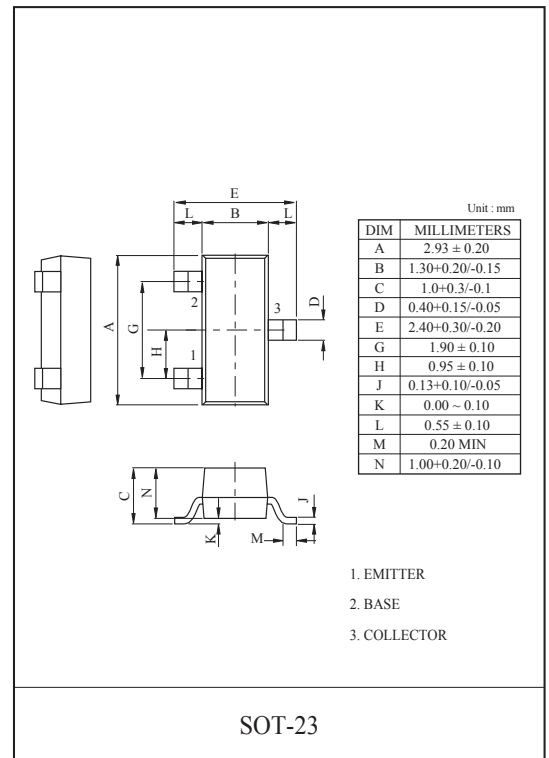 E
L B L
A
G
H
2
1
3
D
C
N
K
M
J
Unit : mm
DIM MILLIMETERS
A 2.93 ± 0.20
B 1.30+0.20/-0.15
C 1.0+0.3/-0.1
D 0.40+0.15/-0.05
E 2.40+0.30/-0.20
G 1.90 ± 0.10
H 0.95 ± 0.10
J 0.13+0.10/-0.05
K 0.00 ~ 0.10
L 0.55 ± 0.10
M 0.20 MIN
N 1.00+0.20/-0.10
1. EMITTER
2. BASE
3. COLLECTOR
SOT-23